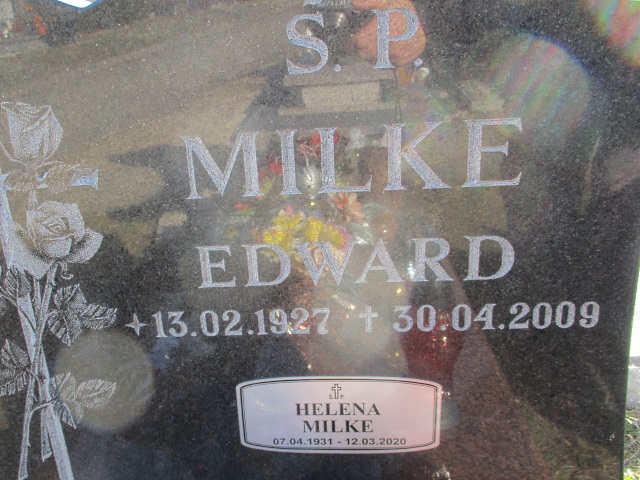 Ś. P.
MILKE
EDWARD
13.02.1927 † 30.04.2009
Ś. P.
HELENA
MILKE
07.04.1931 - 12.03.2020